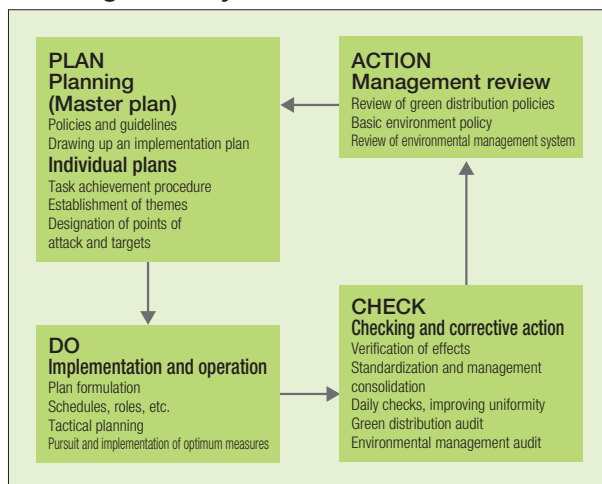 PLAN
Planning
(Master plan)
Policies and guidelines
Drawing up an implementation plan
Individual plans
Task achievement procedure
Establishment of themes
Designation of points of
attack and targets
ACTION
Management review
Review of green distribution policies
Basic environment policy
Review of environmental management system
DO
Implementation and operation
Plan formulation
Schedules, roles, etc.
Tactical planning
Pursuit and implementation of optimum measures
CHECK
Checking and corrective action
Verification of effects
Standardization and management
consolidation
Daily checks, improving uniformity
Green distribution audit
Environmental management audit